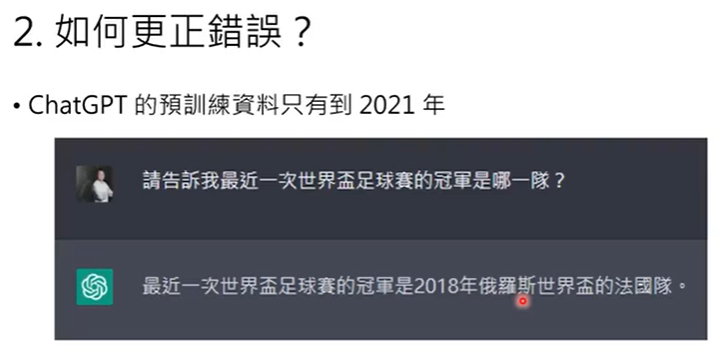 2. 如何更正錯誤？
• ChatGPT 的預訓練資料只有到 2021 年
請告訴我最近一次世界盃足球賽的冠軍是哪一隊？
最近一次世界盃足球賽的冠軍是2018年俄羅斯世界盃的法國隊。